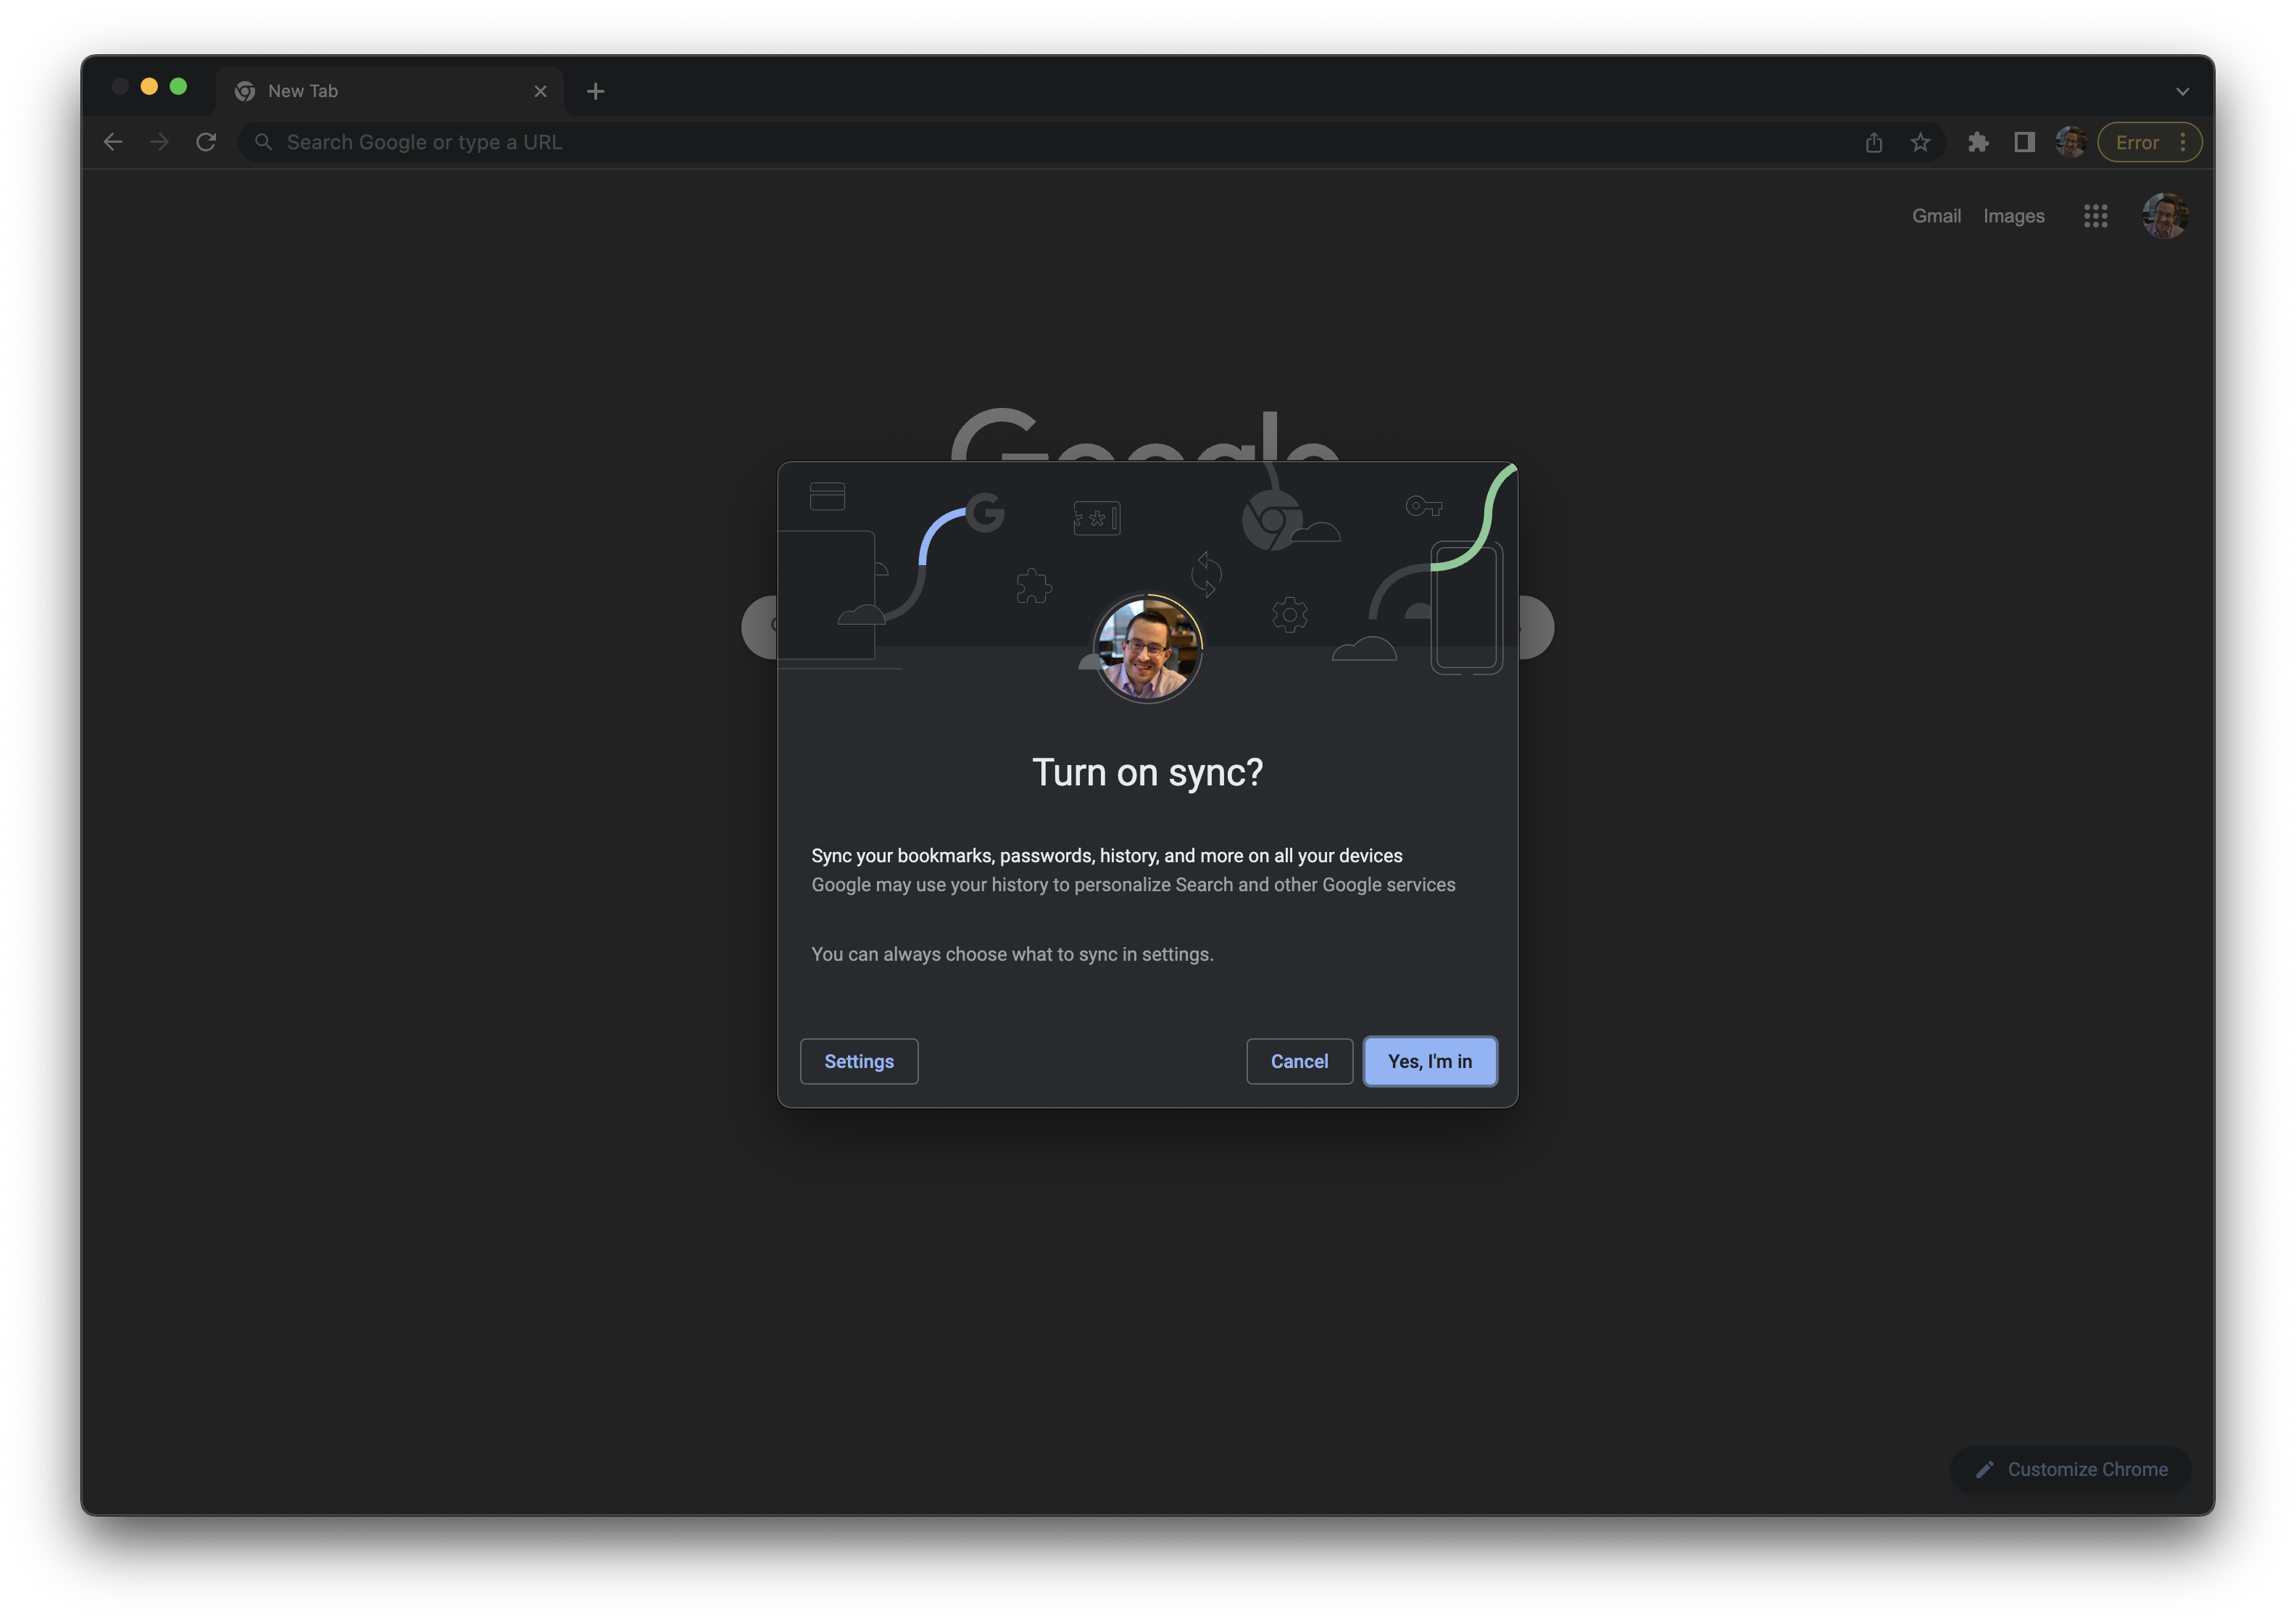 New Tab
Search Google or type a URL
Error
Gmail Images
Google
Turn on sync?
Sync your bookmarks, passwords, history, and more on all your devices
Google may use your history to personalize Search and other Google services
You can always choose what to sync in settings.
Settings
Cancel
Yes, I'm in
Customize Chrome